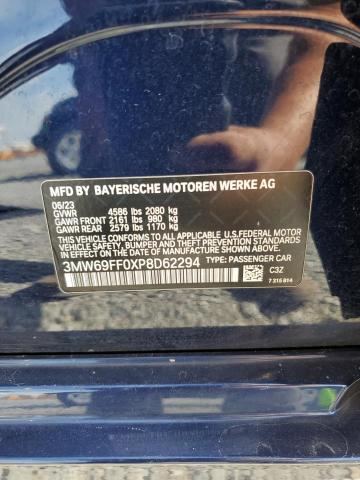 MFD BY BAYERISCHE MOTOREN WERKE AG
06/23
GVWR 4586 lbs 2080 kg
GAWR FRONT 2161 lbs 980 kg
GAWR REAR 2579 lbs 1170 kg
THIS VEHICLE CONFORMS TO ALL APPLICABLE U.S. FEDERAL MOTOR
VEHICLE SAFETY, BUMPER, AND THEFT PREVENTION STANDARDS IN
EFFECT ON THE DATE OF MANUFACTURE SHOWN ABOVE.
3MW69FF0XP8D62294 TYPE: PASSENGER CAR
C3Z
7 315 814